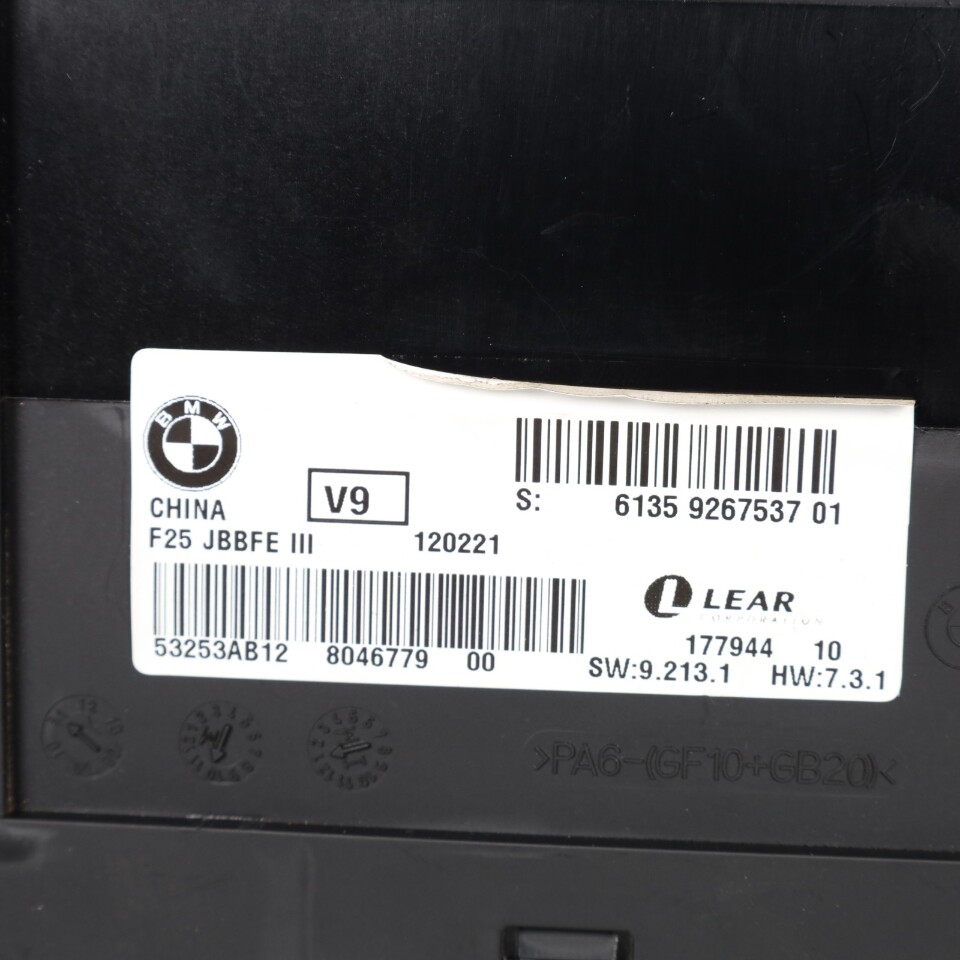 BMW
CHINA
V9
S: 6135 9267537 01
F25 JBBFE III 120221
LEAR
CORPORATION
53253AB12 8046779 00
177944 10
SW:9.213.1 HW:7.3.1
>PA6-(GF10+GB20)<